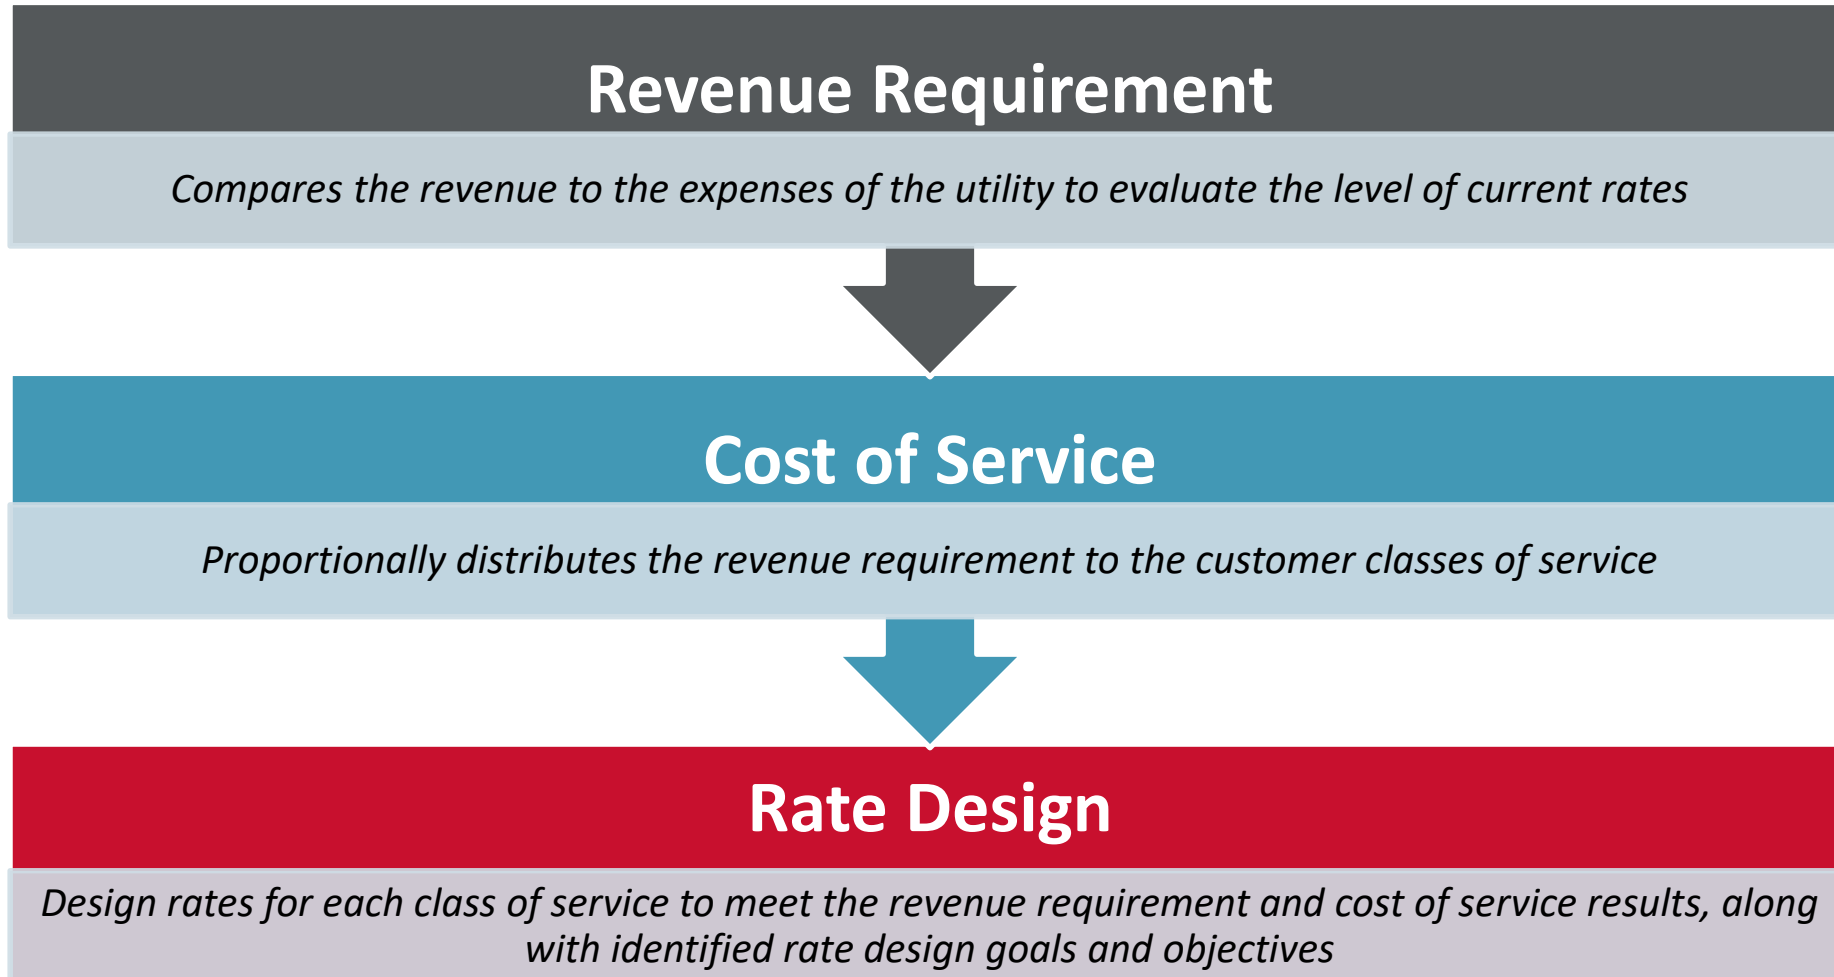 Revenue Requirement
Compares the revenue to the expenses of the utility to evaluate the level of current rates
Cost of Service
Proportionally distributes the revenue requirement to the customer classes of service
Rate Design
Design rates for each class of service to meet the revenue requirement and cost of service results, along
with identified rate design goals and objectives